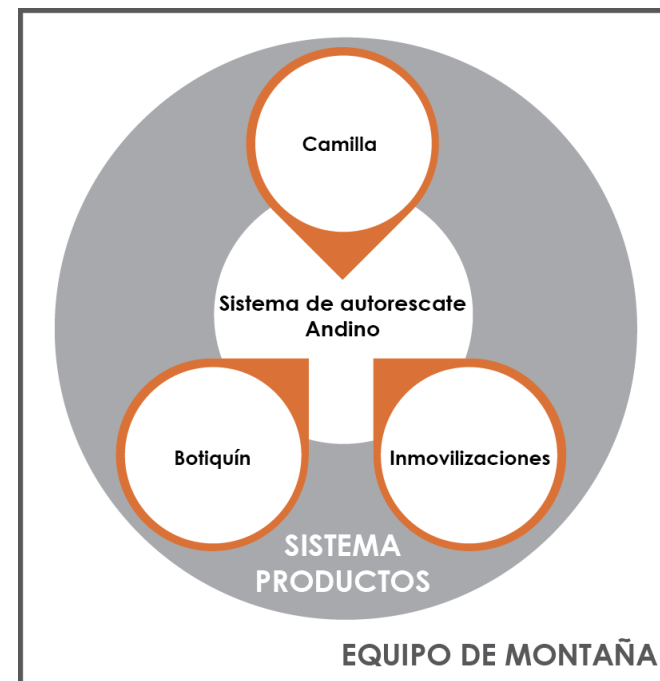 Camilla
Sistema de autorescate
Andino
Botiquín
Inmovilizaciones
SISTEMA
PRODUCTOS
EQUIPO DE MONTAÑA